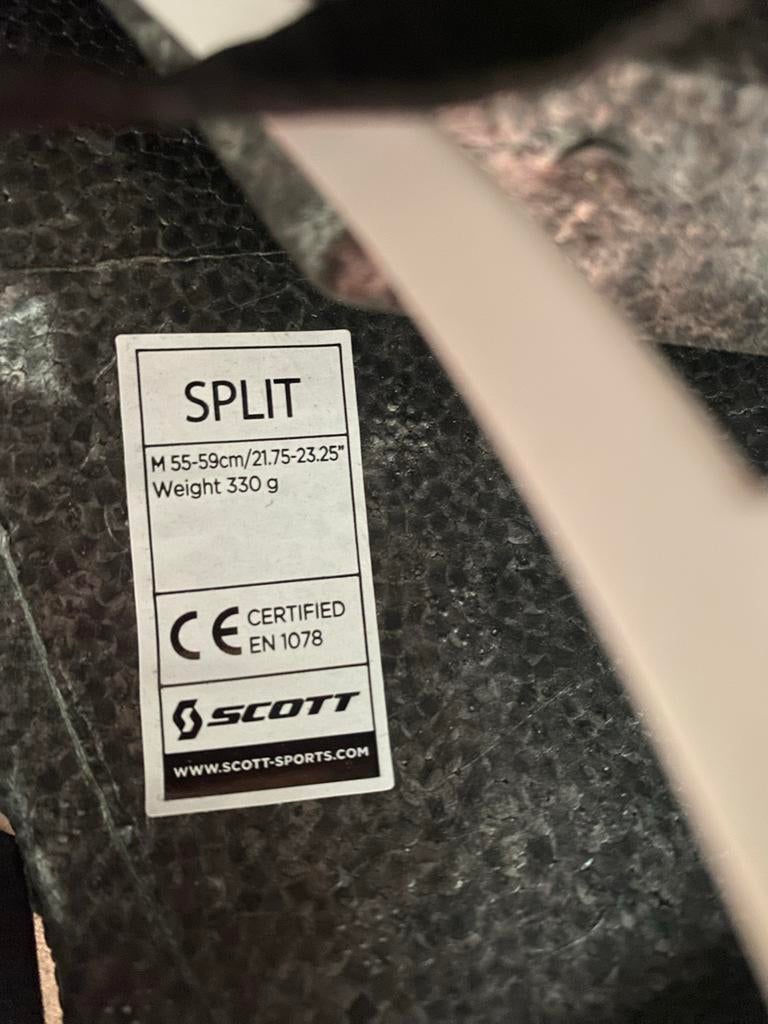 SPLIT
M 55-59cm/21.75-23.25"
Weight 330 g
CE CERTIFIED
EN 1078
SCOTT
WWW.SCOTT-SPORTS.COM